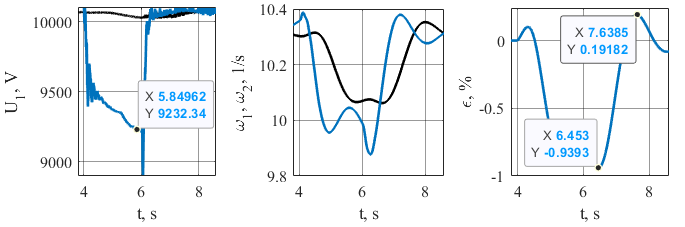 10000
9500
9000
U1, V
4
6
8
t, s
X 5.84962
Y 9232.34
10.4
10.2
10
9.8
ω1, ω2, 1/s
4
6
8
t, s
0
-0.5
-1
ϵ, %
4
6
8
t, s
X 7.6385
Y 0.19182
X 6.453
Y -0.9393